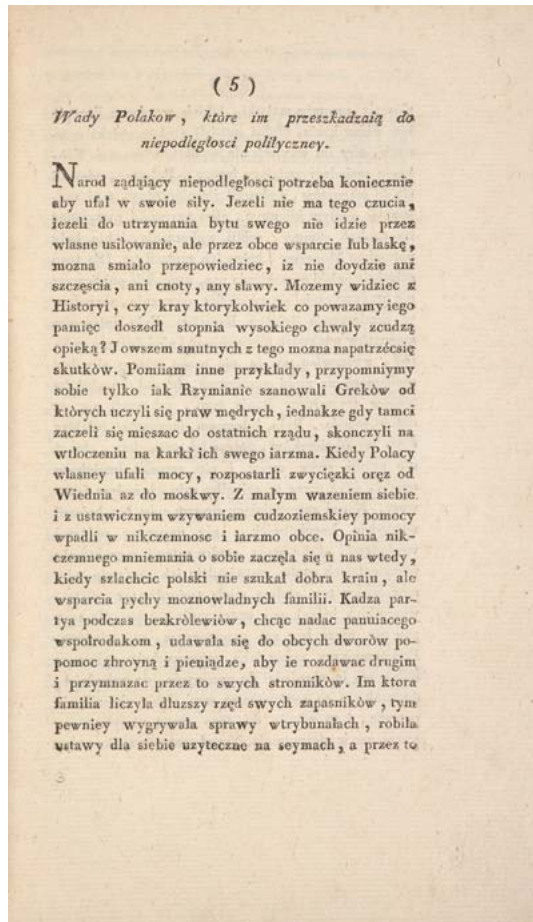 ( 5 )
Wady Polakow, które im przeszkadzaią do
niepodległosci polityczney.
Narod ządaiący niepodległosci potrzeba koniecznie
aby ufał w swoie siły. Jezeli nie ma tego czucia,
iezeli do utrzymania bytu swego nie idzie przez
własne usiłowanie, ale przez obce wsparcie lub łaskę,
mozna smiało przepowiedziec, iz nie doydzie ani
szczęscia, ani cnoty, any sławy. Mozemy widziec z
Historyi, czy kray ktorykolwiek co powazamy iego
pamięc doszedł stopnia wysokiego chwały zcudzą
opieką? J owszem smutnych z tego mozna napatrzécsię
skutków. Pomiiam inne przykłady, przypomniymy
sobie tylko iak Rzymianie szanowali Greków od
których uczyli się praw mędrych, iednakze gdy tamci
zaczeli się mieszac do ostatnich rządu, skonczyli na
wtłoczeniu na karki ich swego iarzma. Kiedy Polacy
własney ufali mocy, rozpostarli zwycięzki oręz od
Wiednia az do moskwy. Z małym wazeniem siebie
i z ustawicznym wzywaniem cudzoziemskiey pomocy
wpadli w nikczemnosc i iarzmo obce. Opinia nik-
czemnego mniemania o sobie zaczęła się u nas wtedy,
kiedy szlachcic polski nie szukał dobra kraiu, ale
wsparcia pychy moznowładnych familii. Kadza par-
tya podczas bezkrólewiów, chcąc nadac panuiacego
wspołrodakom, udawała się do obcych dworów po-
pomoc zbroyną i pieniądze, aby ie rozdawac drugim
i przymnazac przez to swych stronników. Im ktora
familia liczyła dłuzszy rzęd swych zapasników, tym
pewniey wygrywała sprawy wtrybunałach, robiła
ustawy dla siebie uzyteczne na seymach, a przez to
3